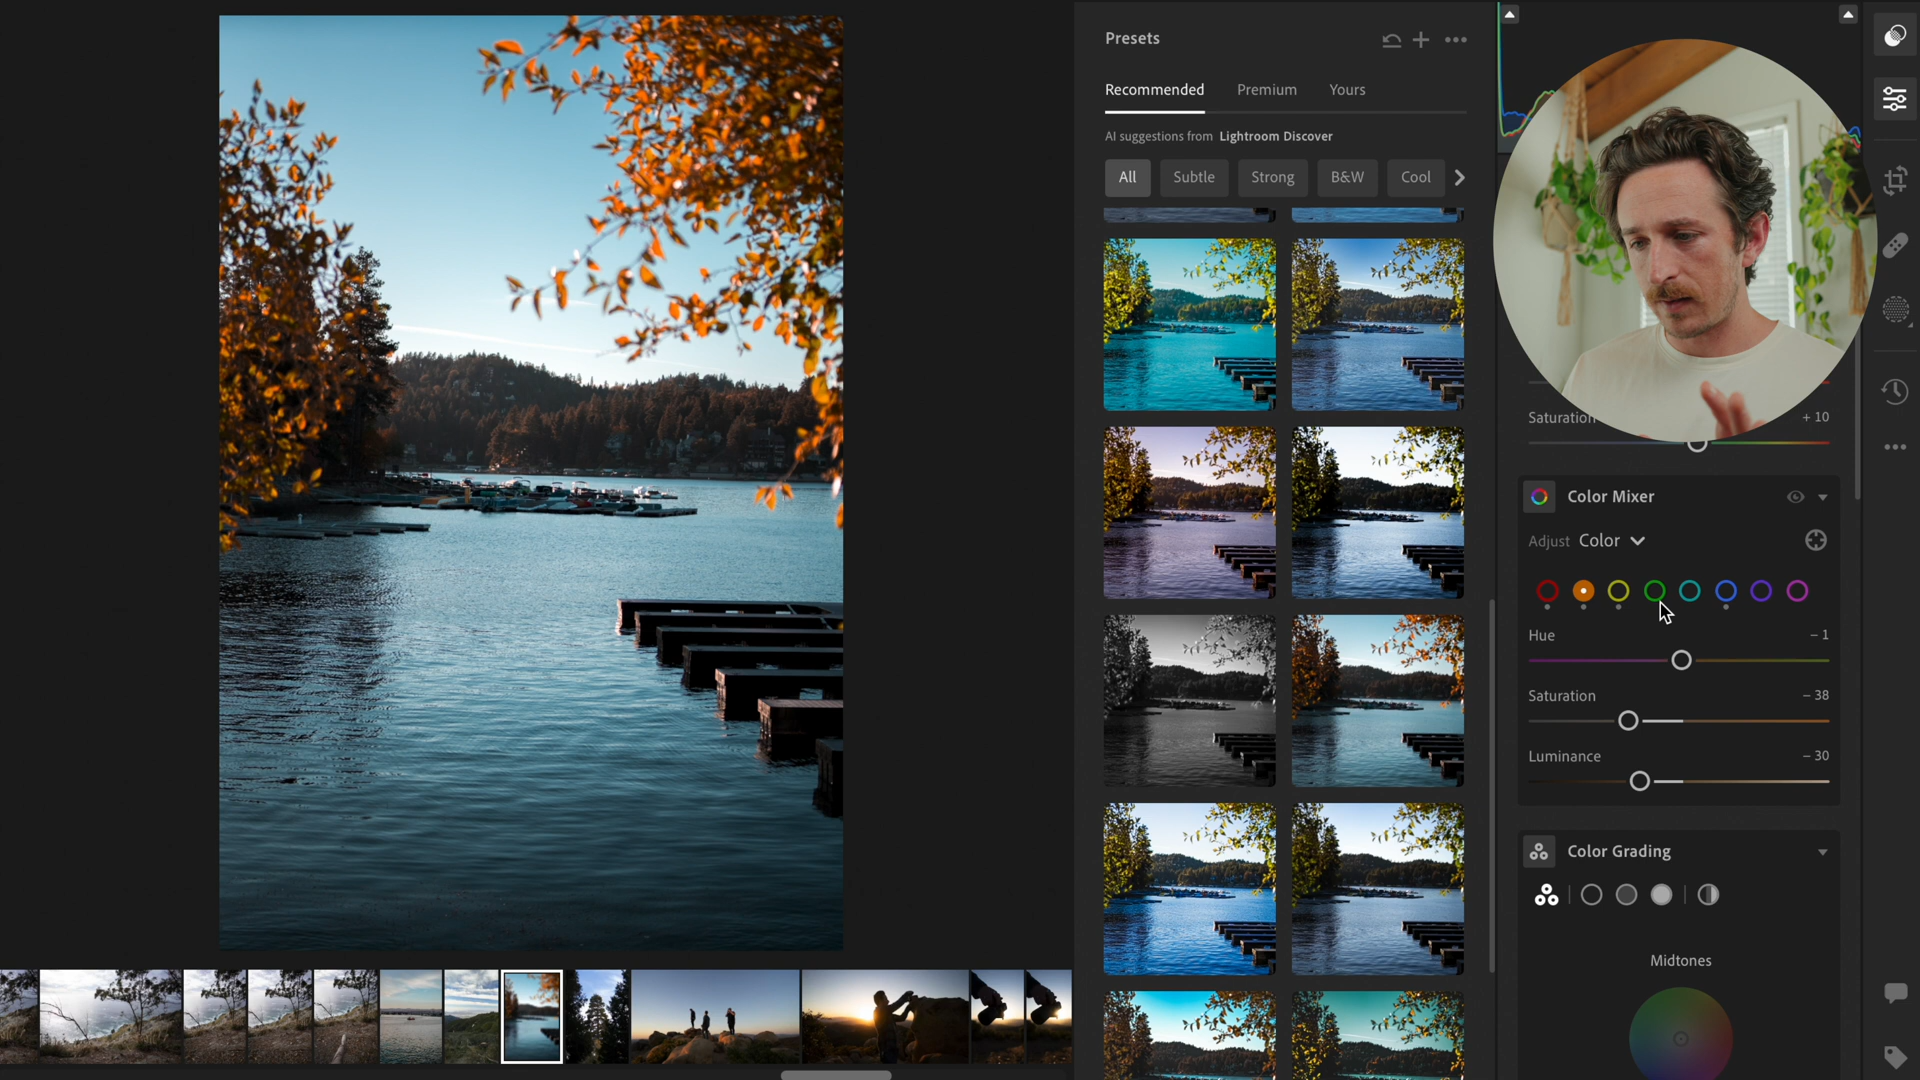 Presets
Recommended Premium Yours
AI suggestions from Lightroom Discover
All Subtle Strong B&W Cool
Saturation + 10
Color Mixer
Adjust Color
Hue – 1
Saturation – 38
Luminance – 30
Color Grading
Midtones